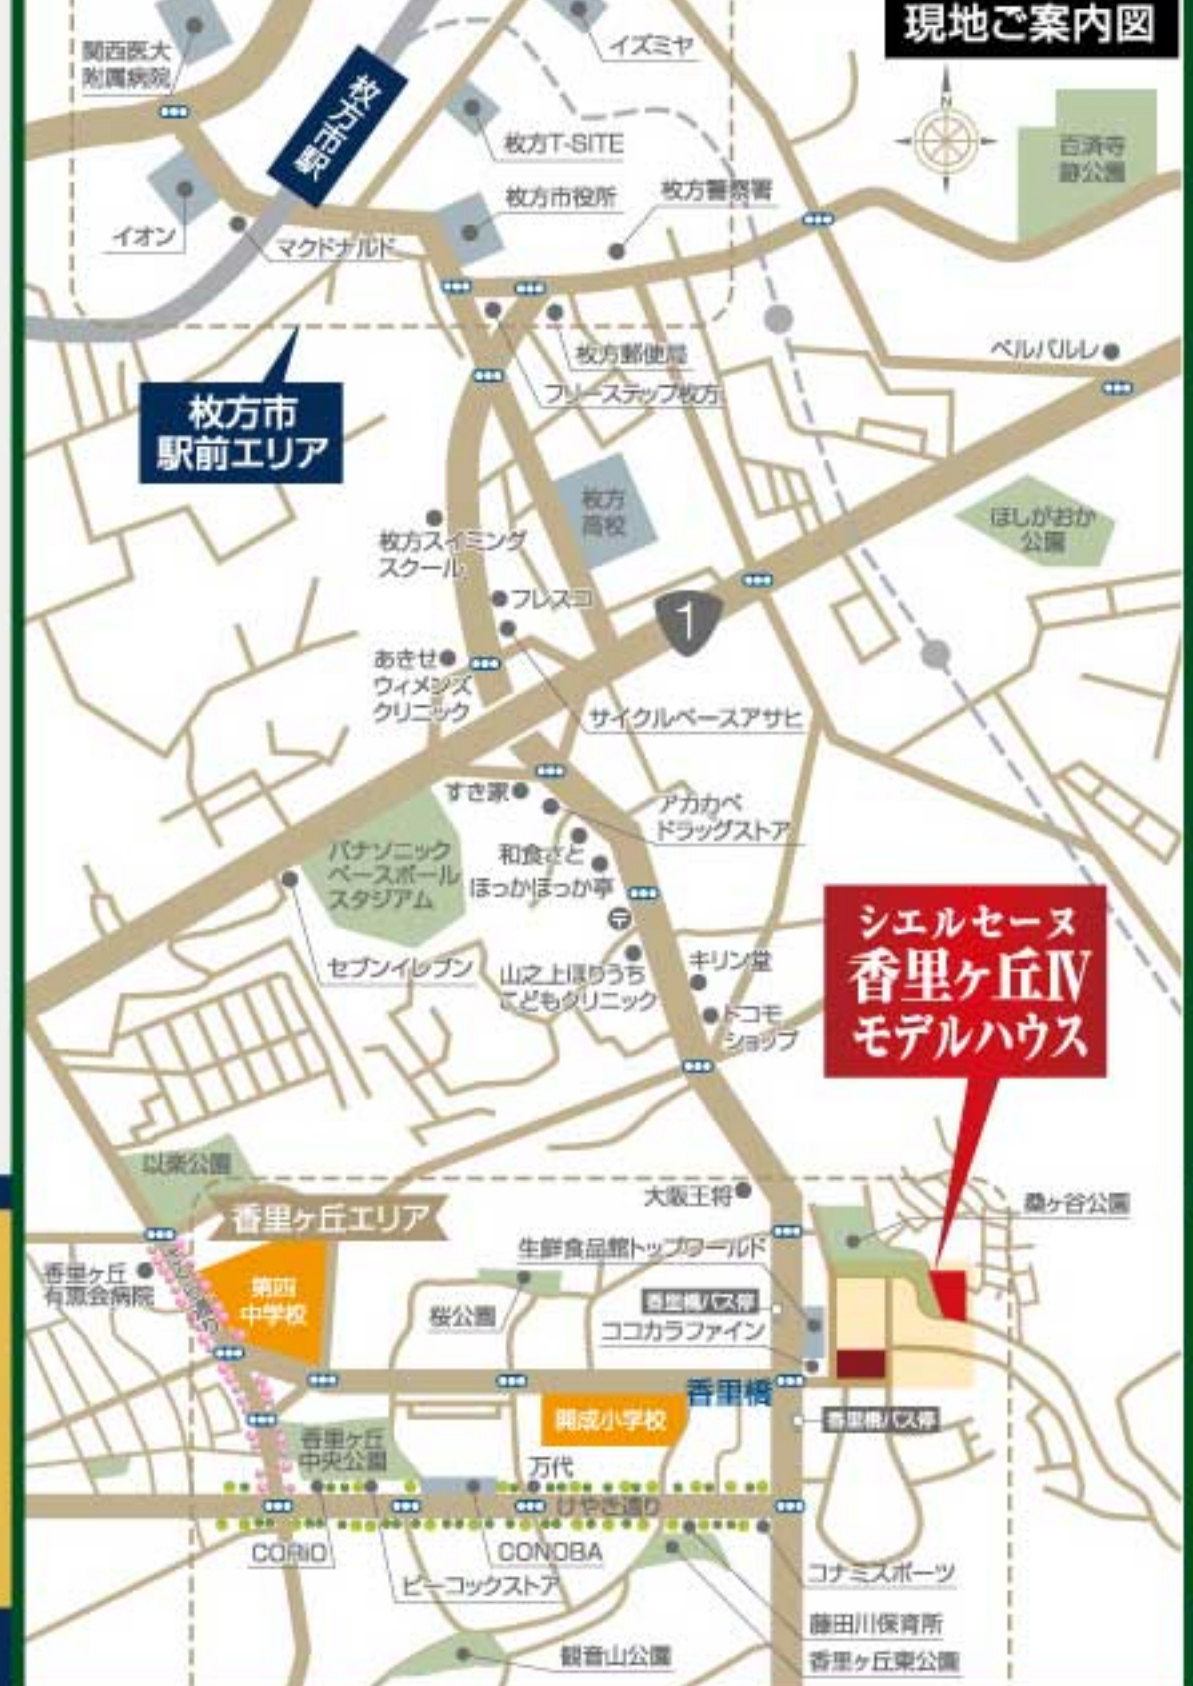 現地ご案内図
関西医大
附属病院
枚方市駅
イズミヤ
N
枚方T-SITE
百済寺
跡公園
枚方市役所
枚方警察署
イオン
マクドナルド
ベルパルレ
枚方郵便局
フリーステップ枚方
枚方市
駅前エリア
枚方
高校
ほしがおか
公園
枚方スイミング
スクール
フレスコ
1
あきせ
ウィメンズ
クリニック
サイクルベースアサヒ
すき家
アカカベ
ドラッグストア
パナソニック
ベースボール
スタジアム
和食さと
ほっかほっか亭
〒
シエルセーヌ
香里ヶ丘Ⅳ
モデルハウス
セブンイレブン
山之上ほりうち
こどもクリニック
キリン堂
ドコモ
ショップ
以楽公園
香里ヶ丘エリア
大阪王将
桑ヶ谷公園
生鮮食品館トップワールド
香里ヶ丘
有恵会病院
第四
中学校
桜公園
香里橋バス停
ココカラファイン
香里橋
開成小学校
香里橋バス停
香里ヶ丘
中央公園
万代
けやき通り
CORIO
CONOBA
ピーコックストア
コナミスポーツ
藤田川保育所
観音山公園
香里ヶ丘東公園